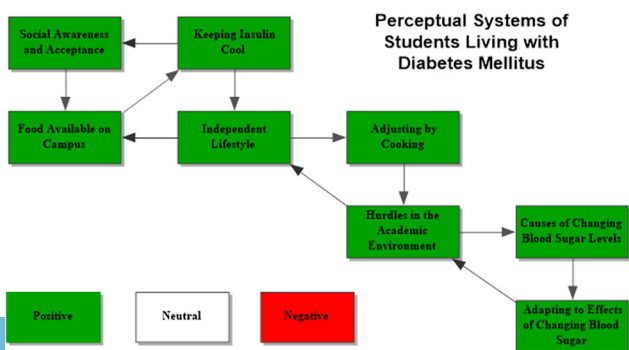 Perceptual Systems of
Students Living with
Diabetes Mellitus
Social Awareness
and Acceptance
Keeping Insulin
Cool
Food Available on
Campus
Independent
Lifestyle
Adjusting by
Cooking
Hurdles in the
Academic
Environment
Causes of Changing
Blood Sugar Levels
Adapting to Effects
of Changing Blood
Sugar
Positive
Neutral
Negative